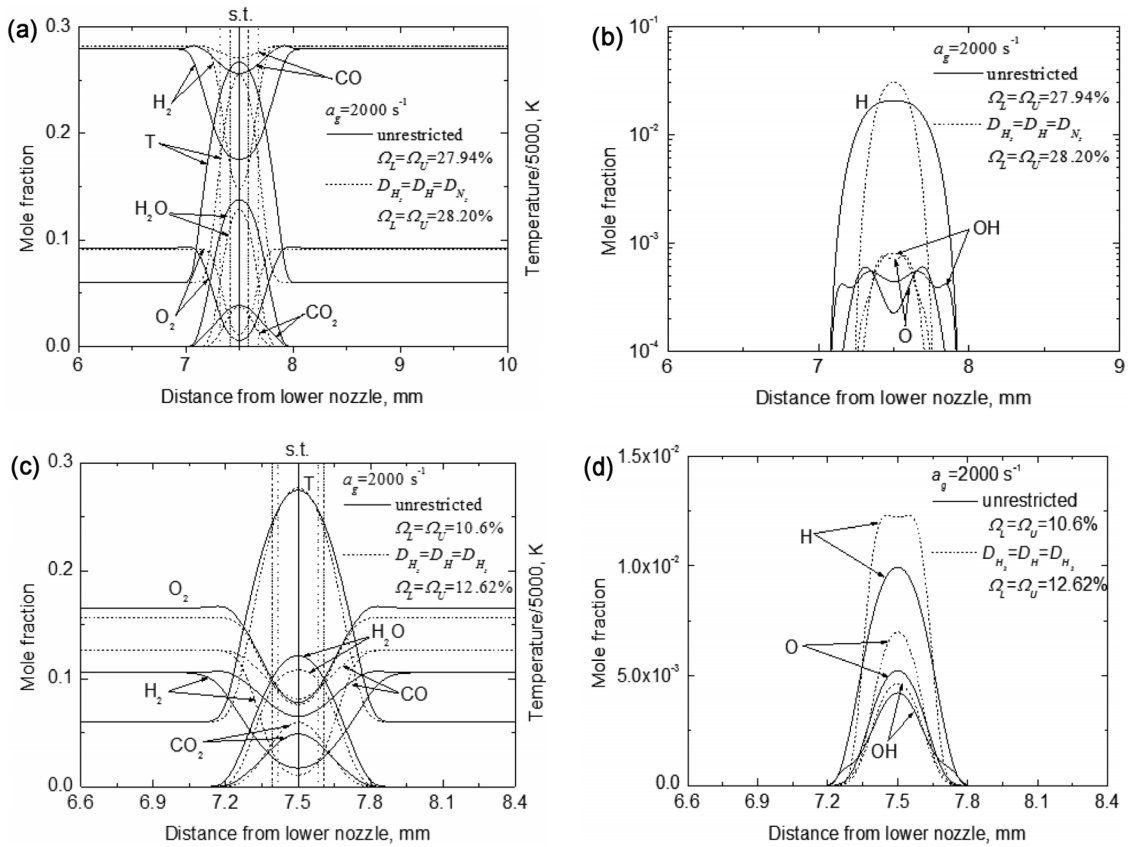 (a)
s.t.
0.3
0.2
0.1
0.0
Mole fraction
Temperature/5000, K
H₂
CO
T
H₂O
O₂
CO₂
a_g=2000 s⁻¹
unrestricted
Ω_L=Ω_U=27.94%
D_H₂=D_H=D_N₂
Ω_L=Ω_U=28.20%
6 7 8 9 10
Distance from lower nozzle, mm
(b)
10⁻¹
10⁻²
10⁻³
10⁻⁴
Mole fraction
a_g=2000 s⁻¹
unrestricted
Ω_L=Ω_U=27.94%
D_H₂=D_H=D_N₂
Ω_L=Ω_U=28.20%
H
OH
O
6 7 8 9
Distance from lower nozzle, mm
(c)
s.t.
0.3
0.2
0.1
0.0
Mole fraction
Temperature/5000, K
T
a_g=2000 s⁻¹
unrestricted
Ω_L=Ω_U=10.6%
D_H₂=D_H=D_H₂
Ω_L=Ω_U=12.62%
O₂
H₂O
H₂
CO
CO₂
6.6 6.9 7.2 7.5 7.8 8.1 8.4
Distance from lower nozzle, mm
(d)
1.5x10⁻²
1.0x10⁻²
5.0x10⁻³
0.0
Mole fraction
a_g=2000 s⁻¹
unrestricted
Ω_L=Ω_U=10.6%
D_H₂=D_H=D_H₂
Ω_L=Ω_U=12.62%
H
O
OH
6.6 6.9 7.2 7.5 7.8 8.1 8.4
Distance from lower nozzle, mm